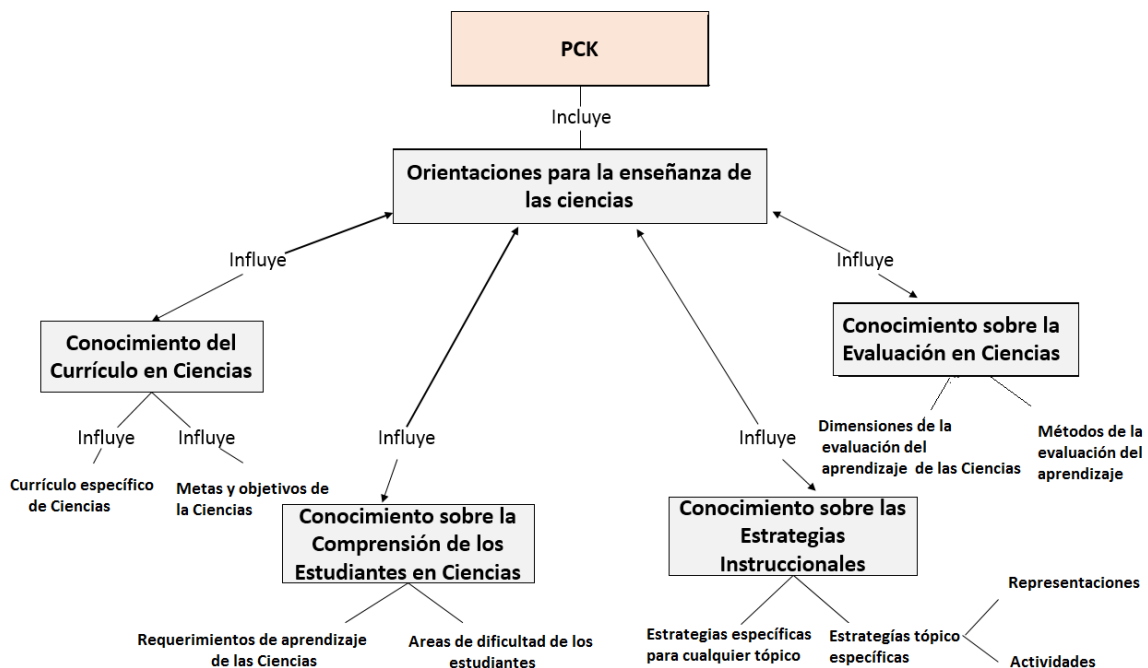 PCK
Incluye
Orientaciones para la enseñanza de
las ciencias
Influye
Influye
Conocimiento del
Currículo en Ciencias
Conocimiento sobre la
Evaluación en Ciencias
Influye
Influye
Influye
Influye
Dimensiones de la
evaluación del
aprendizaje de las Ciencias
Métodos de la
evaluación del
aprendizaje
Currículo específico
de Ciencias
Metas y objetivos de
la Ciencias
Conocimiento sobre la
Comprensión de los
Estudiantes en Ciencias
Conocimiento sobre las
Estrategias
Instruccionales
Representaciones
Requerimientos de aprendizaje
de las Ciencias
Areas de dificultad de los
estudiantes
Estrategias específicas
para cualquier tópico
Estrategías tópico
específicas
Actividades